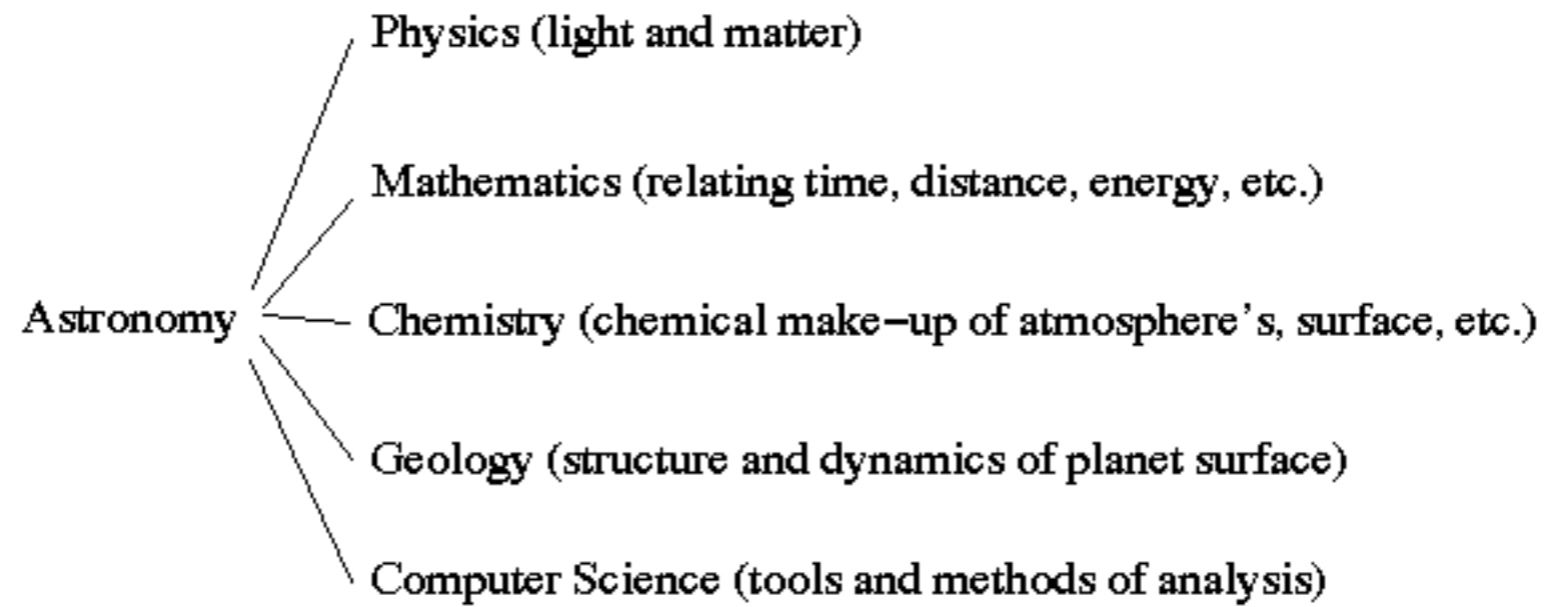 Physics (light and matter)
Mathematics (relating time, distance, energy, etc.)
Astronomy
Chemistry (chemical make-up of atmosphere's, surface, etc.)
Geology (structure and dynamics of planet surface)
Computer Science (tools and methods of analysis)